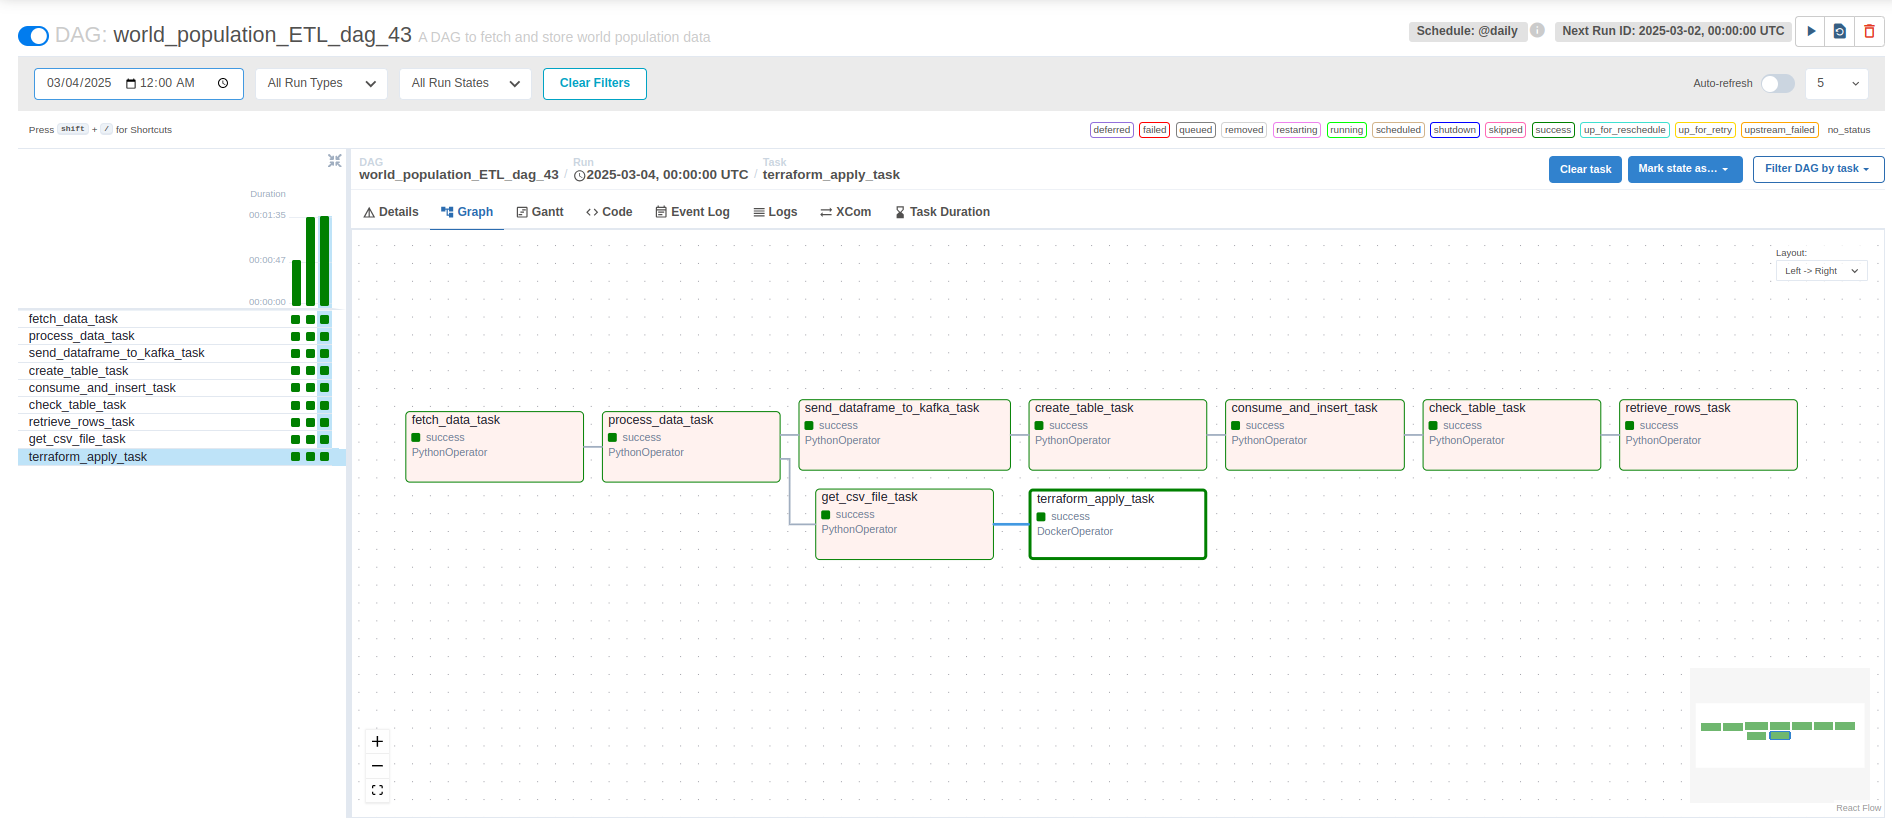 DAG: world_population_ETL_dag_43 A DAG to fetch and store world population data
Schedule: @daily Next Run ID: 2025-03-02, 00:00:00 UTC
03/04/2025 12:00 AM All Run Types All Run States Clear Filters Auto-refresh 5
Press shift + / for Shortcuts
deferred failed queued removed restarting running scheduled shutdown skipped success up_for_reschedule up_for_retry upstream_failed no_status
DAG Run Task
world_population_ETL_dag_43 / 2025-03-04, 00:00:00 UTC / terraform_apply_task
Clear task Mark state as... Filter DAG by task
Details Graph Gantt Code Event Log Logs XCom Task Duration
Duration
00:01:35
00:00:47
00:00:00
fetch_data_task
process_data_task
send_dataframe_to_kafka_task
create_table_task
consume_and_insert_task
check_table_task
retrieve_rows_task
get_csv_file_task
terraform_apply_task
Layout:
Left -> Right
fetch_data_task
success
PythonOperator
process_data_task
success
PythonOperator
send_dataframe_to_kafka_task
success
PythonOperator
create_table_task
success
PythonOperator
consume_and_insert_task
success
PythonOperator
check_table_task
success
PythonOperator
retrieve_rows_task
success
PythonOperator
get_csv_file_task
success
PythonOperator
terraform_apply_task
success
DockerOperator
React Flow